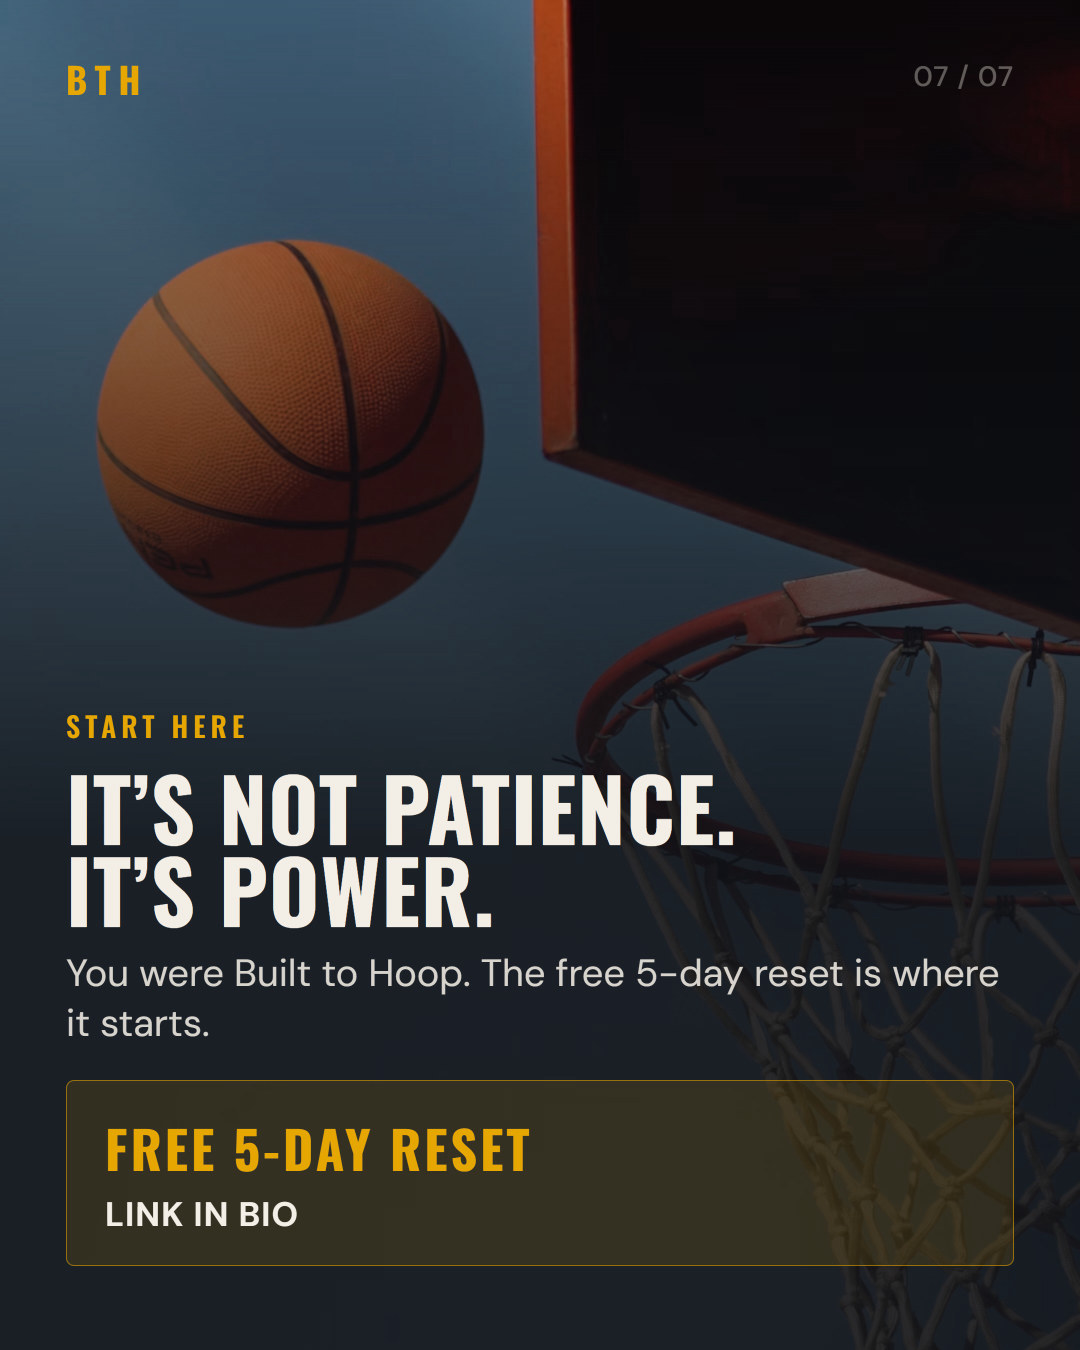 BTH
07 / 07
START HERE
IT’S NOT PATIENCE.
IT’S POWER.
You were Built to Hoop. The free 5-day reset is where
it starts.
FREE 5-DAY RESET
LINK IN BIO